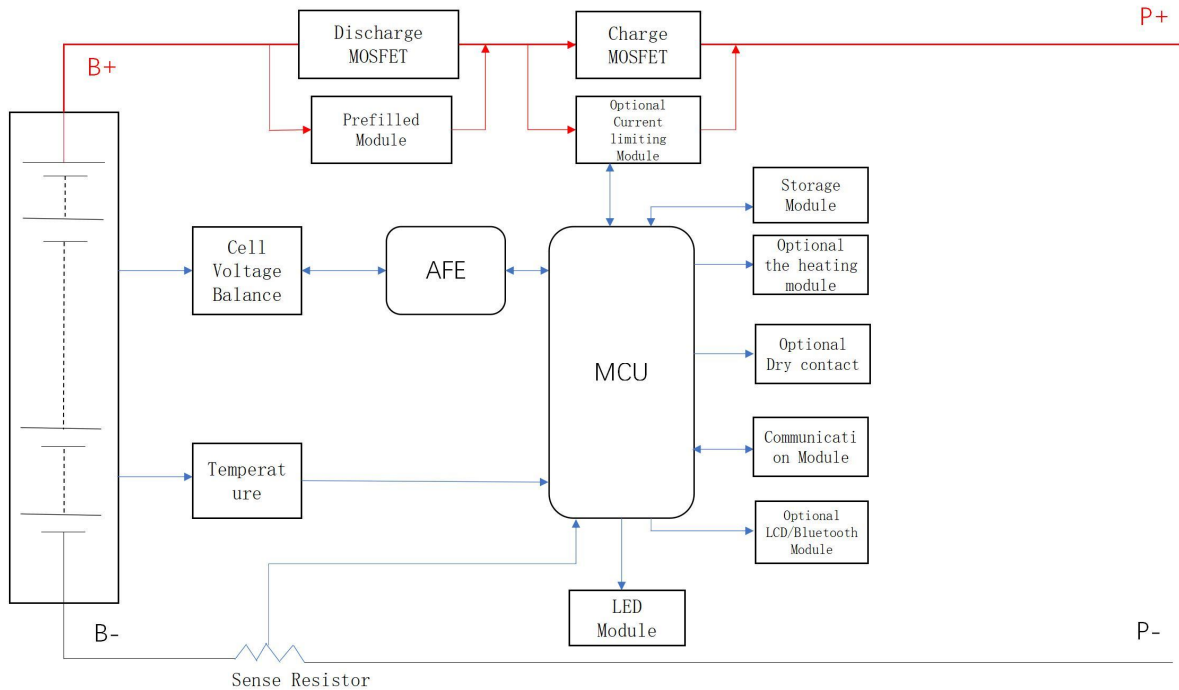 P+
Discharge
MOSFET
Charge
MOSFET
B+
Prefilled
Module
Optional
Current
limiting
Module
Storage
Module
Cell
Voltage
Balance
AFE
Optional
the heating
module
MCU
Optional
Dry contact
Communicati
on Module
Temperat
ure
Optional
LCD/Bluetooth
Module
LED
Module
B-
P-
Sense Resistor